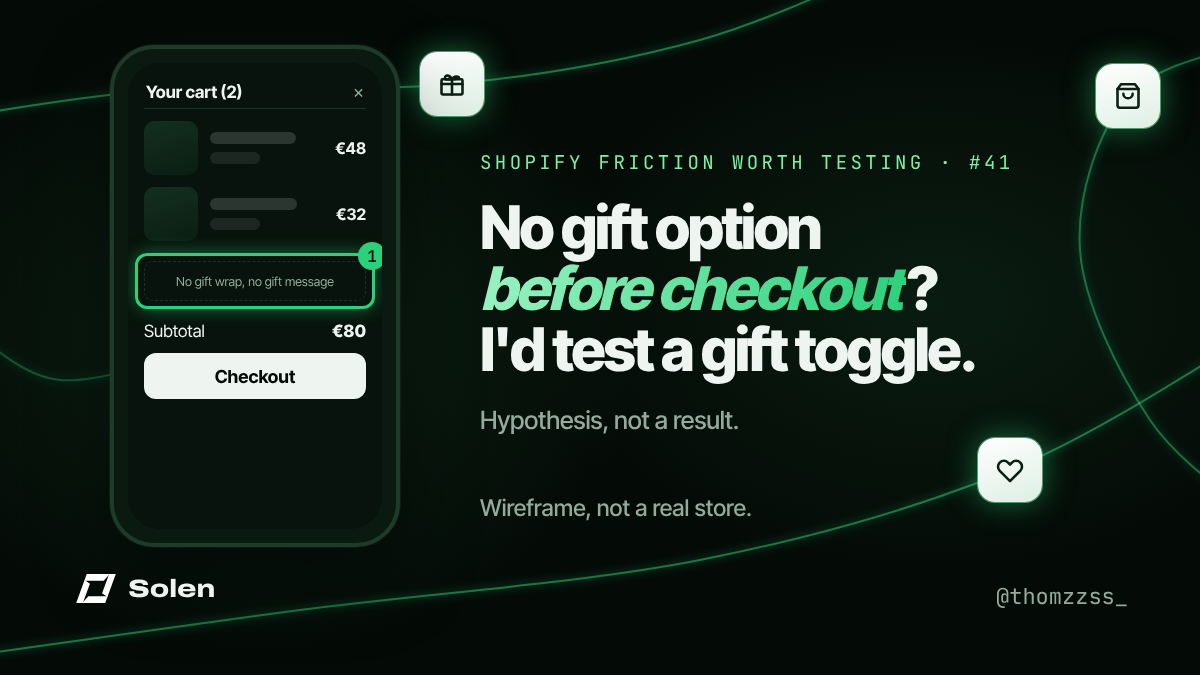 Your cart (2) ×
€48
€32
1
No gift wrap, no gift message
Subtotal €80
Checkout
SHOPIFY FRICTION WORTH TESTING · #41
No gift option
before checkout?
I'd test a gift toggle.
Hypothesis, not a result.
Wireframe, not a real store.
Solen
@thomzzss_